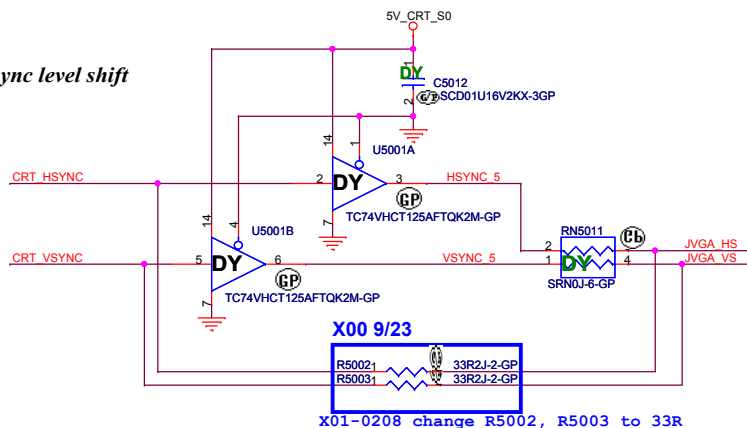 5V_CRT_S0
ync level shift
DY
1
C5012
2
GP
SCD01U16V2KX-3GP
14
1
U5001A
CRT_HSYNC
2
DY
3
HSYNC_5
GP
TC74VHCT125AFTQK2M-GP
7
14
4
U5001B
CRT_VSYNC
5
DY
6
VSYNC_5
GP
TC74VHCT125AFTQK2M-GP
7
RN5011
2
1
DY
4
JVGA_HS
JVGA_VS
SRN0J-6-GP
X00 9/23
R5002 1
33R2J-2-GP
R5003 1
33R2J-2-GP
X01-0208 change R5002, R5003 to 33R